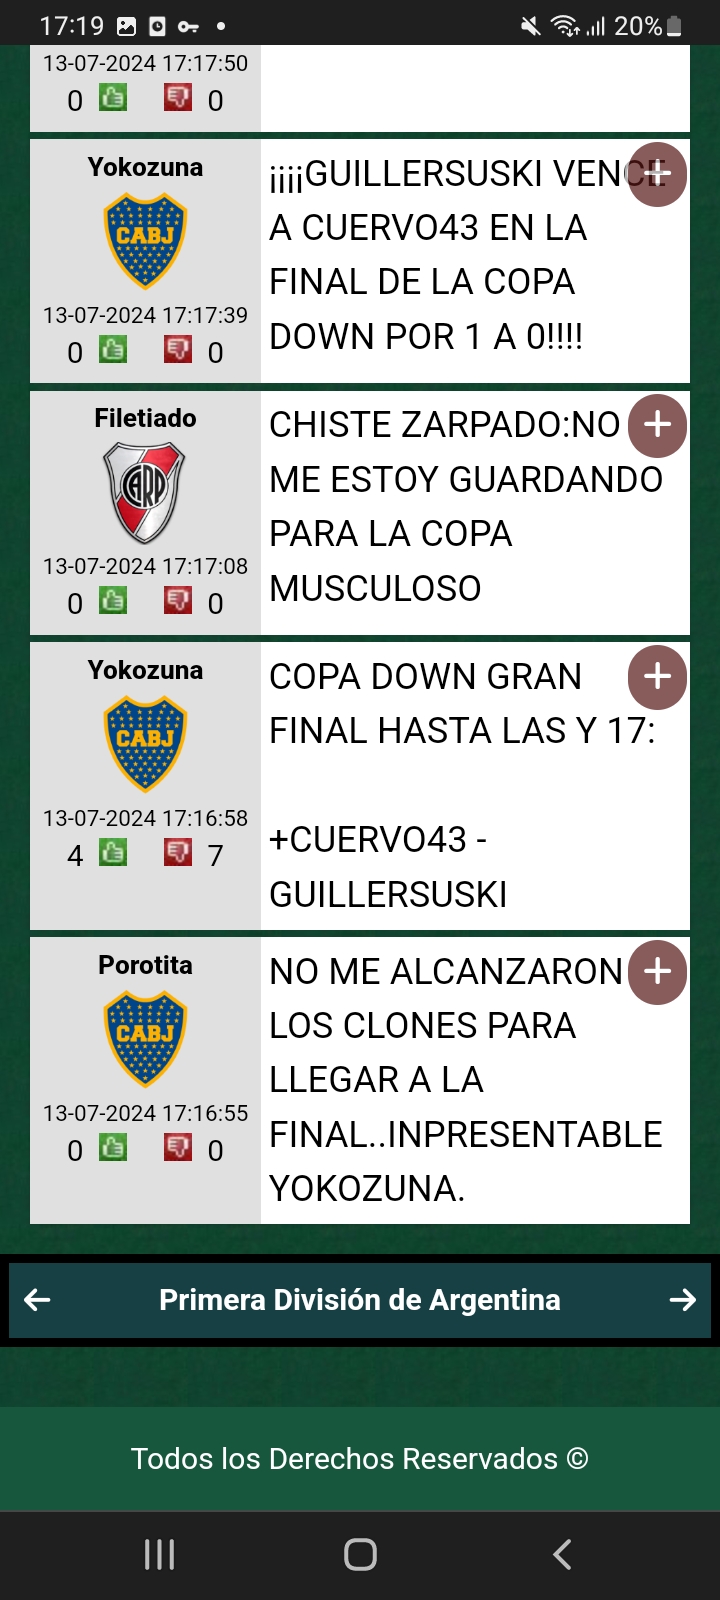 17:19 20%
13-07-2024 17:17:50
0 0
Yokozuna
CABJ
13-07-2024 17:17:39
0 0
¡¡¡¡GUILLERSUSKI VENCE
A CUERVO43 EN LA
FINAL DE LA COPA
DOWN POR 1 A 0!!!!
Filetiado
CARP
13-07-2024 17:17:08
0 0
CHISTE ZARPADO:NO
ME ESTOY GUARDANDO
PARA LA COPA
MUSCULOSO
Yokozuna
CABJ
13-07-2024 17:16:58
4 7
COPA DOWN GRAN
FINAL HASTA LAS Y 17:
+CUERVO43 -
GUILLERSUSKI
Porotita
CABJ
13-07-2024 17:16:55
0 0
NO ME ALCANZARON
LOS CLONES PARA
LLEGAR A LA
FINAL..INPRESENTABLE
YOKOZUNA.
Primera División de Argentina
Todos los Derechos Reservados ©